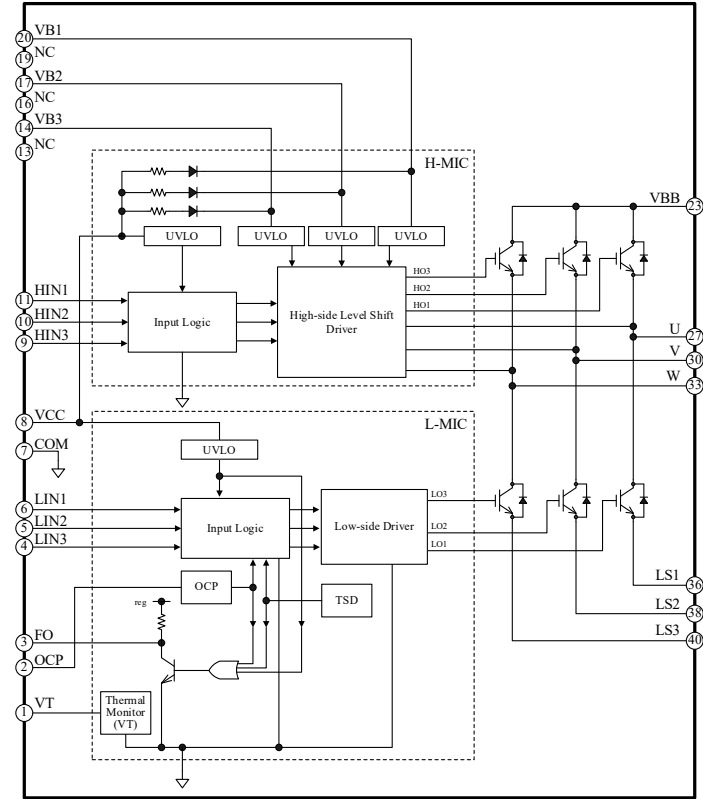 20 VB1
19 NC
17 VB2
16 NC
14 VB3
13 NC
H-MIC
VBB 23
UVLO UVLO UVLO UVLO
HO3
HO2
HO1
11 HIN1
10 HIN2
9 HIN3
Input Logic
High-side Level Shift
Driver
U 27
V 30
W 33
8 VCC
L-MIC
7 COM
UVLO
6 LIN1
5 LIN2
4 LIN3
Input Logic
Low-side Driver
LO3
LO2
LO1
OCP
TSD
LS1 36
reg
LS2 38
3 FO
LS3 40
2 OCP
1 VT
Thermal
Monitor
(VT)